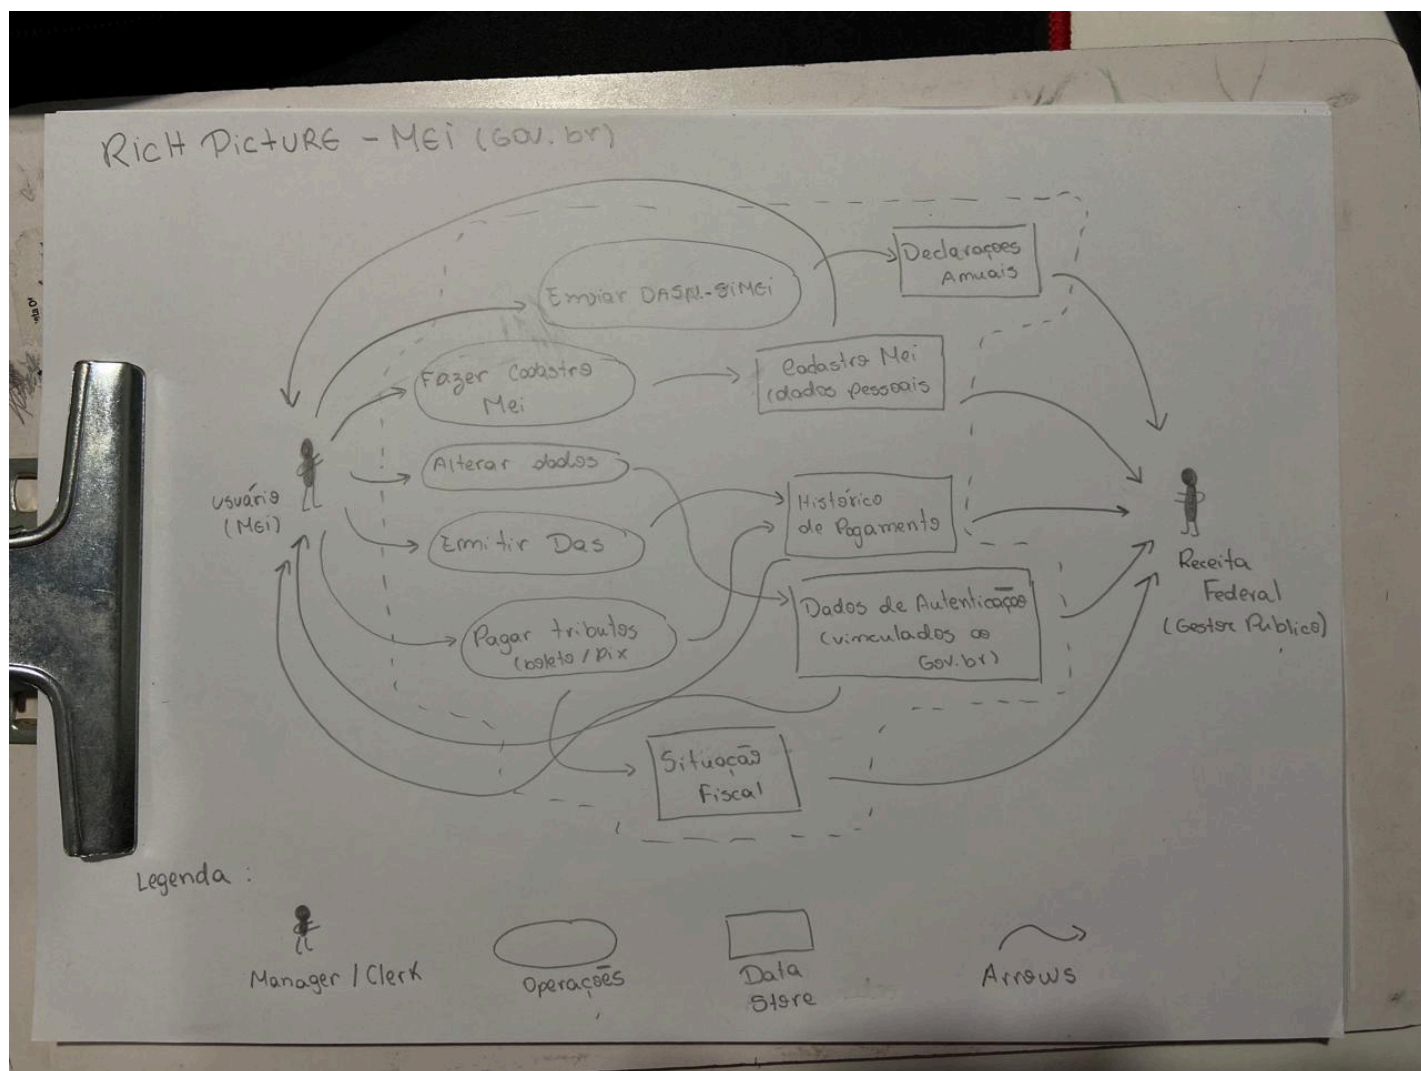 RICH PICTURE - MEI (GOV.br)
Declarações
Anuais
Enviar DASN-SIMEI
Fazer Cadastro
Mei
Cadastro Mei
(dados pessoais
Alterar dados
usuário
(MEi)
Histórico
de Pagamento
Emitir Das
Receita
Federal
(Gestor Público)
Dados de Autenticação
(vinculados ao
Gov.br)
Pagar tributos
(boleto / Pix
Situação
Fiscal
Legenda :
Manager / Clerk
Operações
Data
Store
Arrows